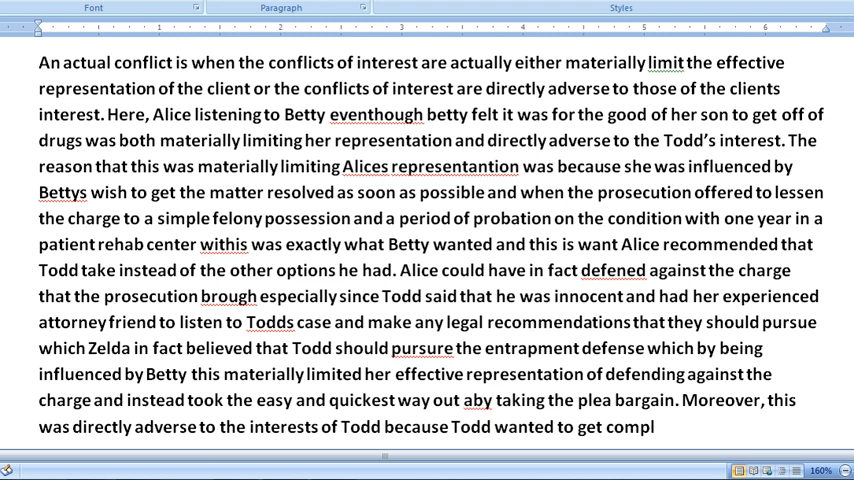 Font Paragraph Styles
1 2 3 4 5 6
An actual conflict is when the conflicts of interest are actually either materially limit the effective
representation of the client or the conflicts of interest are directly adverse to those of the clients
interest. Here, Alice listening to Betty eventhough betty felt it was for the good of her son to get off of
drugs was both materially limiting her representation and directly adverse to the Todd’s interest. The
reason that this was materially limiting Alices representantion was because she was influenced by
Bettys wish to get the matter resolved as soon as possible and when the prosecution offered to lessen
the charge to a simple felony possession and a period of probation on the condition with one year in a
patient rehab center withis was exactly what Betty wanted and this is want Alice recommended that
Todd take instead of the other options he had. Alice could have in fact defened against the charge
that the prosecution brough especially since Todd said that he was innocent and had her experienced
attorney friend to listen to Todds case and make any legal recommendations that they should pursue
which Zelda in fact believed that Todd should pursure the entrapment defense which by being
influenced by Betty this materially limited her effective representation of defending against the
charge and instead took the easy and quickest way out aby taking the plea bargain. Moreover, this
was directly adverse to the interests of Todd because Todd wanted to get compl
160%